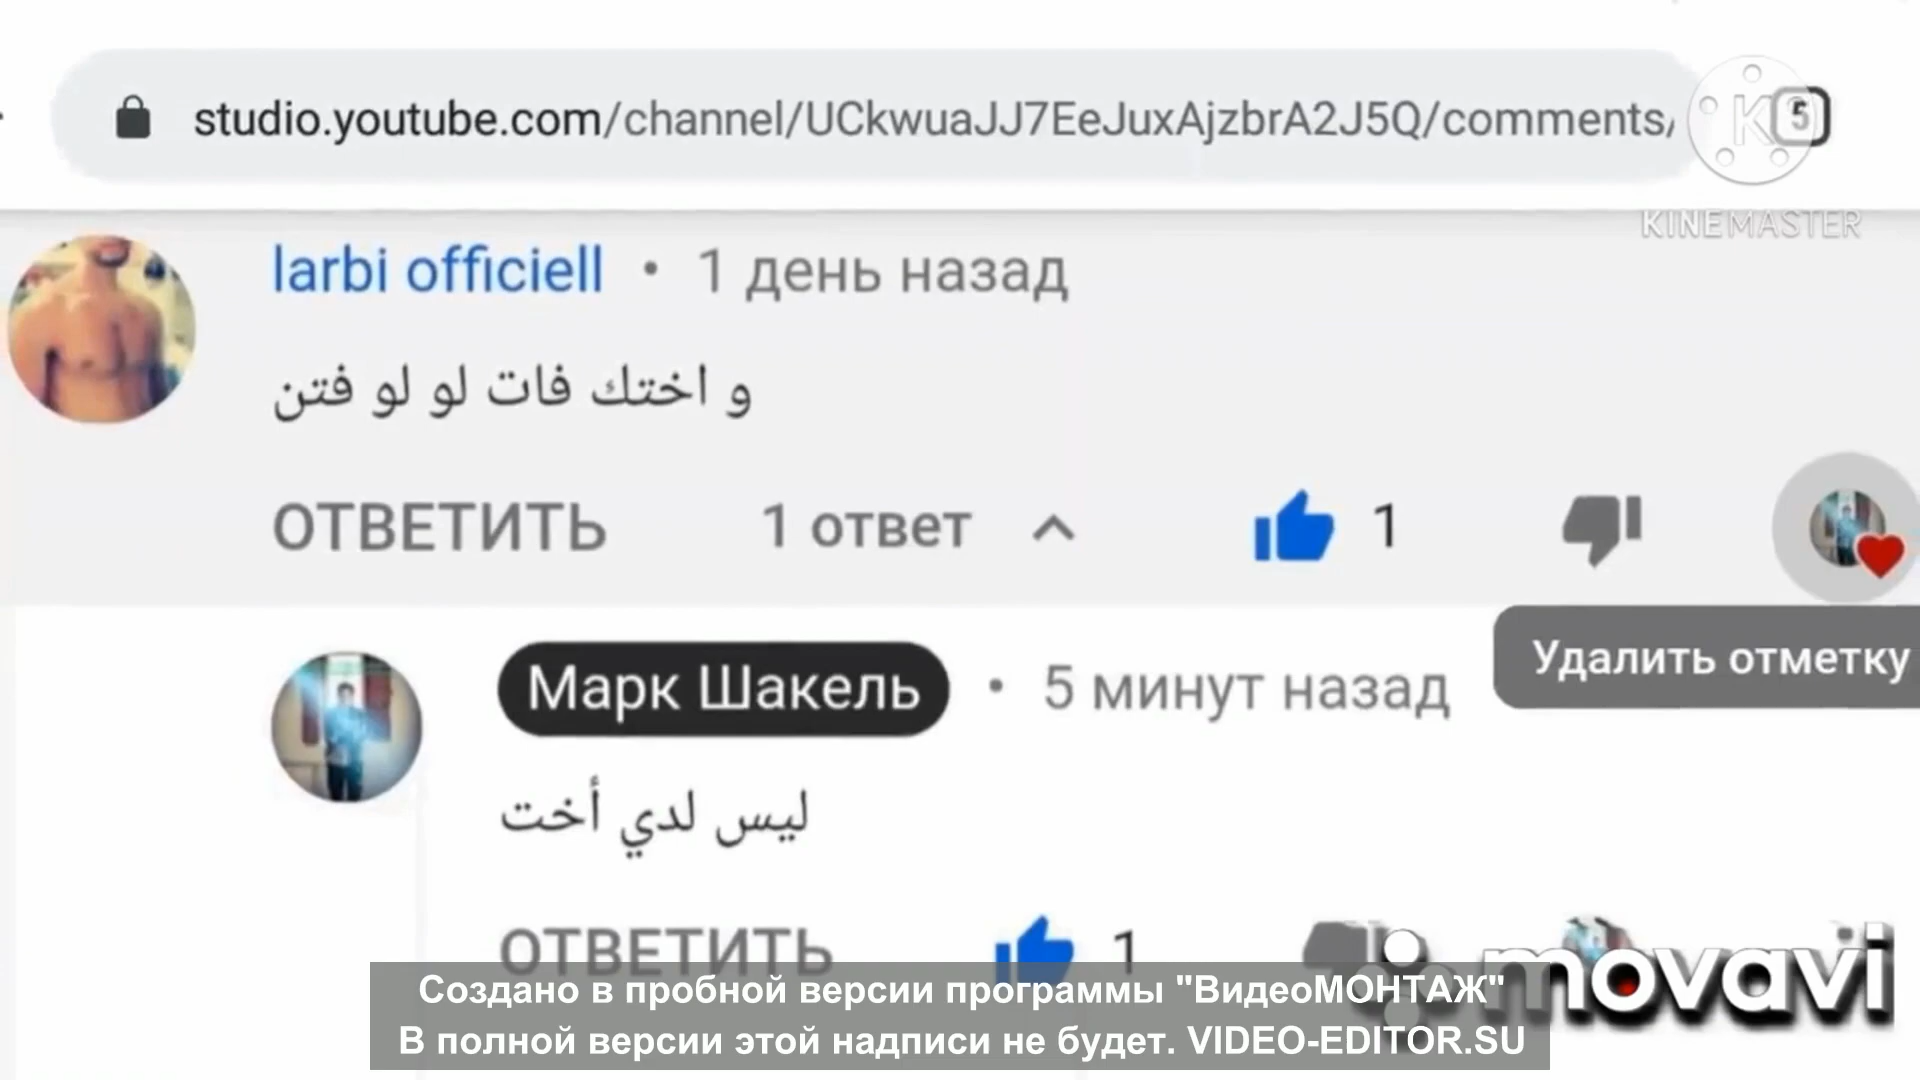 studio.youtube.com/channel/UCkwuaJJ7EeJuxAjzbrA2J5Q/comments/
5
KINEMASTER
larbi officiell • 1 день назад
و اختك فات لو لو فتن
ОТВЕТИТЬ 1 ответ 1
Удалить отметку
Марк Шакель • 5 минут назад
ليس لدي أخت
ОТВЕТИТЬ 1
movavi
Создано в пробной версии программы "ВидеоМОНТАЖ"
В полной версии этой надписи не будет. VIDEO-EDITOR.SU